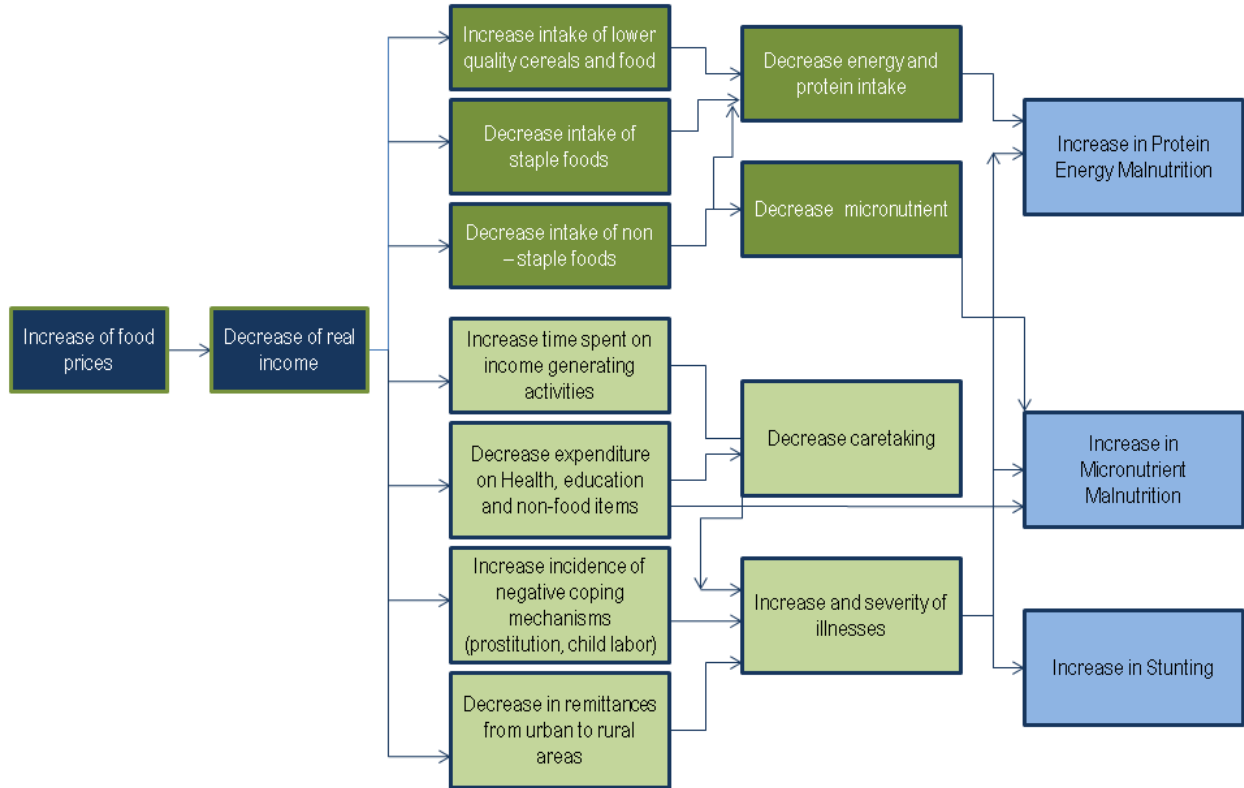 Increase of food
prices
Decrease of real
income
Increase intake of lower
quality cereals and food
Decrease intake of
staple foods
Decrease intake of non
– staple foods
Increase time spent on
income generating
activities
Decrease expenditure
on Health, education
and non-food items
Increase incidence of
negative coping
mechanisms
(prostitution, child labor)
Decrease in remittances
from urban to rural
areas
Decrease energy and
protein intake
Decrease micronutrient
Decrease caretaking
Increase and severity of
illnesses
Increase in Protein
Energy Malnutrition
Increase in
Micronutrient
Malnutrition
Increase in Stunting